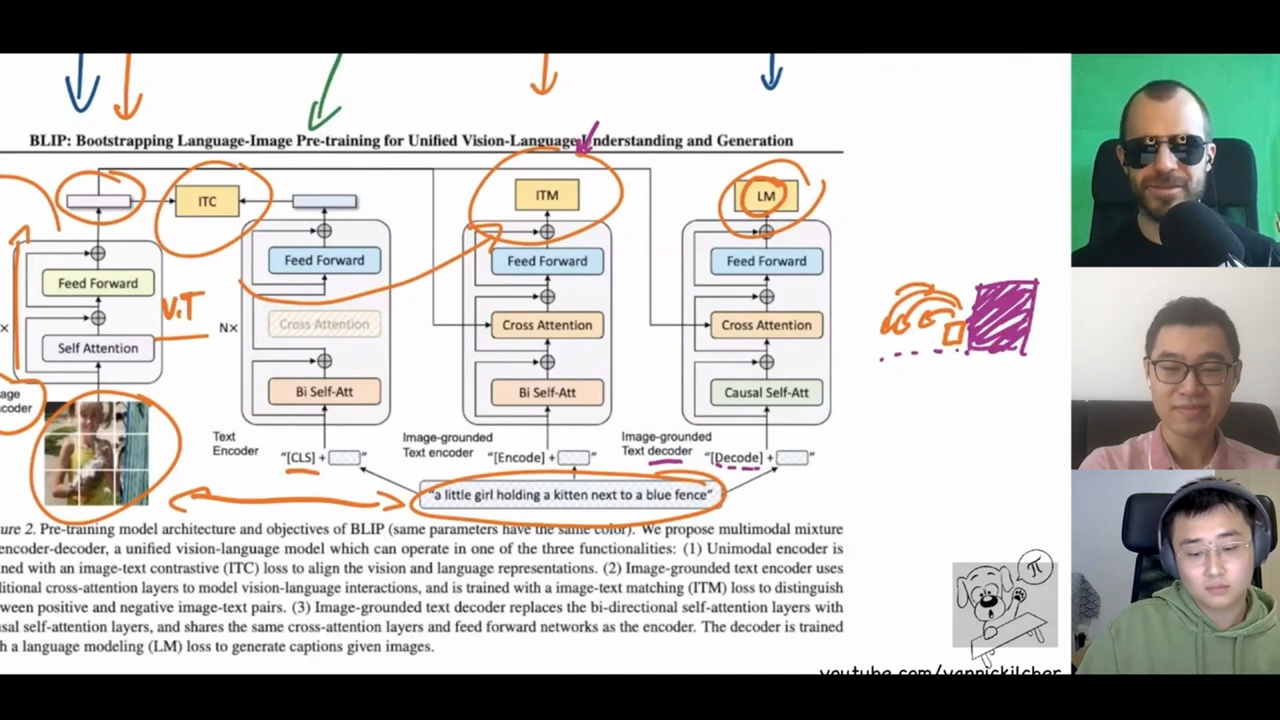 BLIP: Bootstrapping Language-Image Pre-training for Unified Vision-Language Understanding and Generation
ITC
ITM
LM
Feed Forward
Feed Forward
Feed Forward
Feed Forward
V.T
Cross Attention
Cross Attention
Cross Attention
N×
×
Self Attention
Bi Self-Att
Bi Self-Att
Causal Self-Att
age
coder
Text
Encoder
"[CLS] + "
Image-grounded
Text encoder
"[Encode] + "
Image-grounded
Text decoder
"[Decode] + "
"a little girl holding a kitten next to a blue fence"
ure 2. Pre-training model architecture and objectives of BLIP (same parameters have the same color). We propose multimodal mixture
encoder-decoder, a unified vision-language model which can operate in one of the three functionalities: (1) Unimodal encoder is
ned with an image-text contrastive (ITC) loss to align the vision and language representations. (2) Image-grounded text encoder uses
ditional cross-attention layers to model vision-language interactions, and is trained with a image-text matching (ITM) loss to distinguish
ween positive and negative image-text pairs. (3) Image-grounded text decoder replaces the bi-directional self-attention layers with
usal self-attention layers, and shares the same cross-attention layers and feed forward networks as the encoder. The decoder is trained
h a language modeling (LM) loss to generate captions given images.
π
youtube.com/yannickilcher